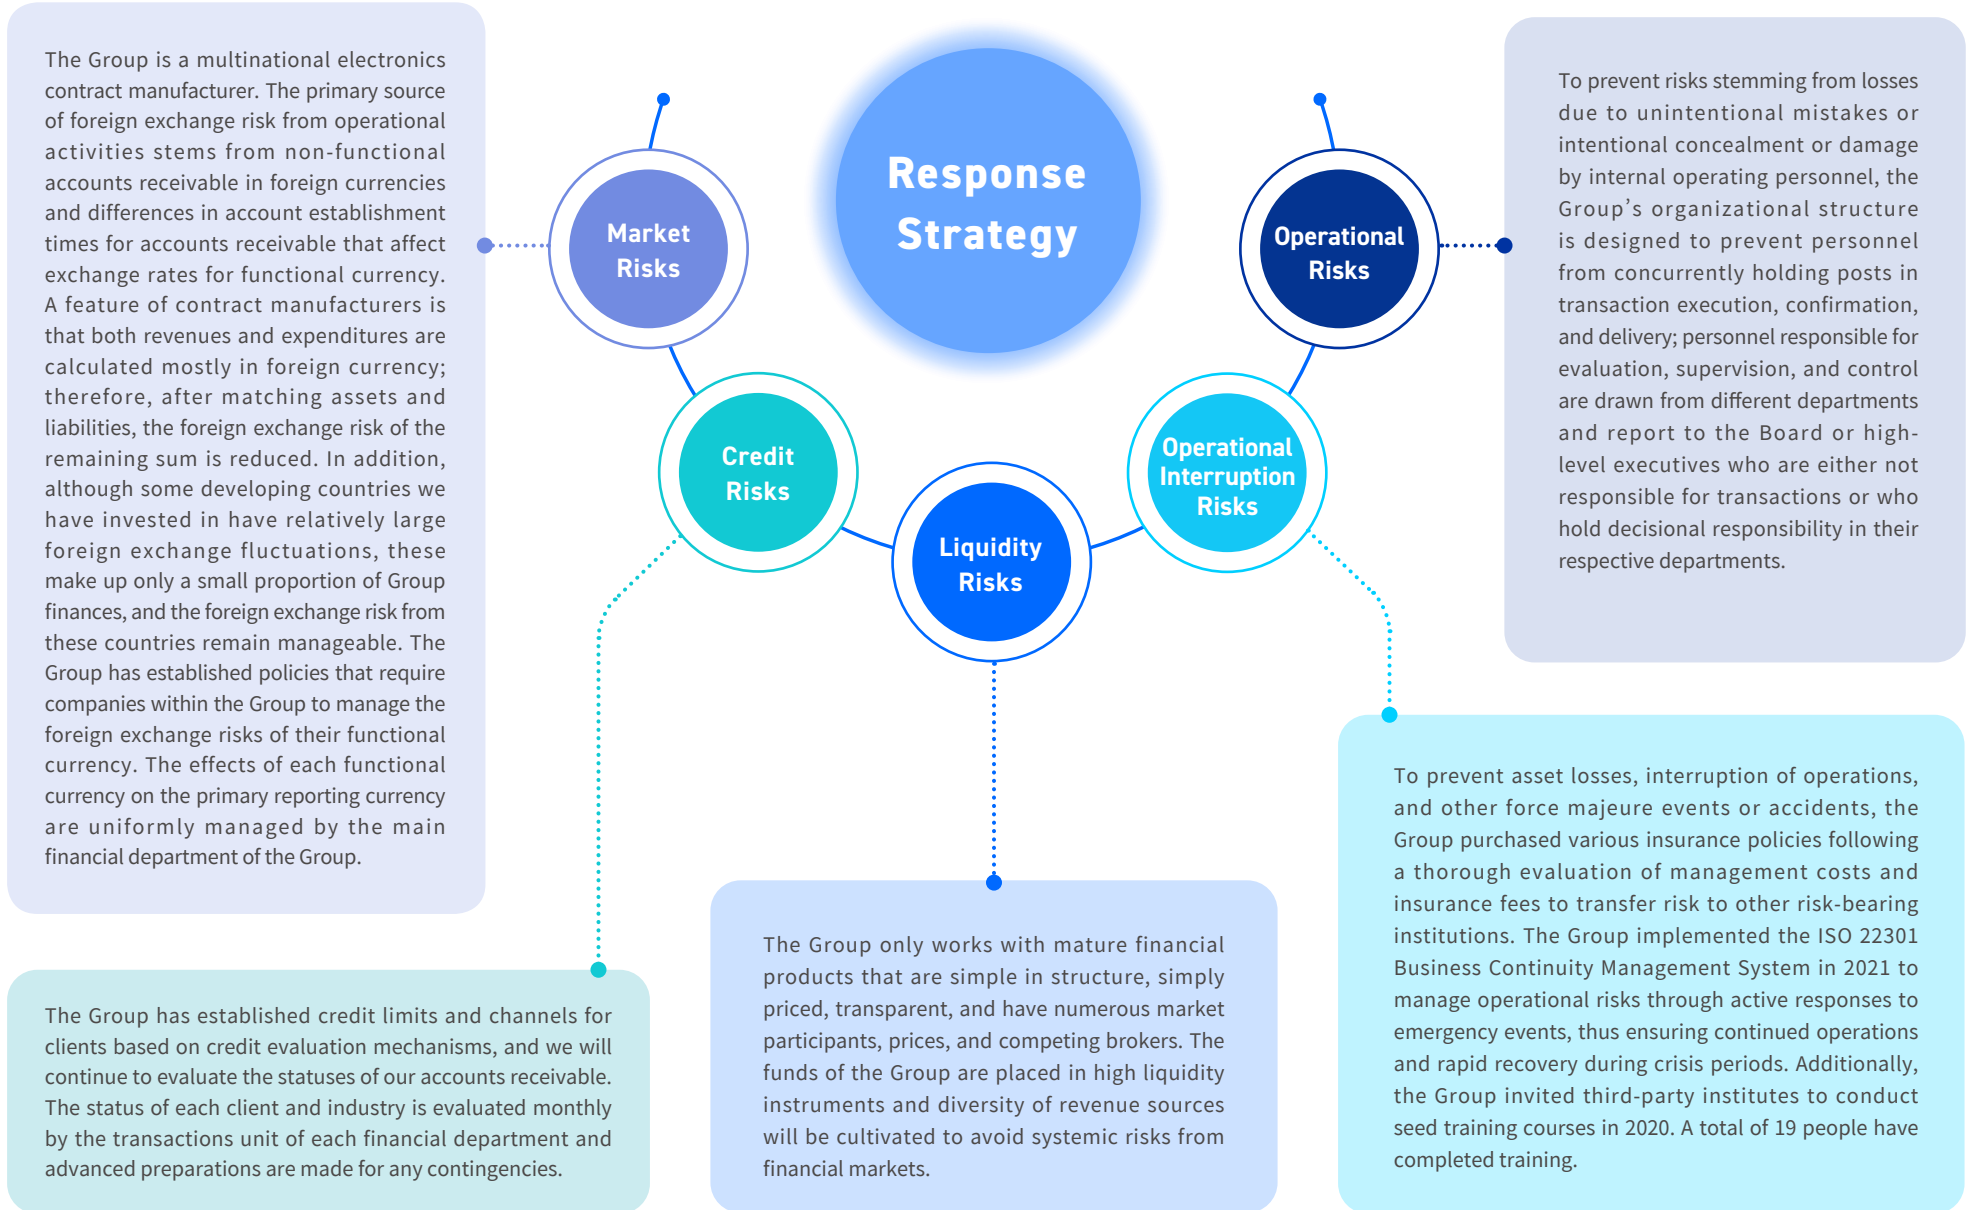 The Group is a multinational electronics
contract manufacturer. The primary source
of foreign exchange risk from operational
activities stems from non-functional
accounts receivable in foreign currencies
and differences in account establishment
times for accounts receivable that affect
exchange rates for functional currency.
A feature of contract manufacturers is
that both revenues and expenditures are
calculated mostly in foreign currency;
therefore, after matching assets and
liabilities, the foreign exchange risk of the
remaining sum is reduced. In addition,
although some developing countries we
have invested in have relatively large
foreign exchange fluctuations, these
make up only a small proportion of Group
finances, and the foreign exchange risk from
these countries remain manageable. The
Group has established policies that require
companies within the Group to manage the
foreign exchange risks of their functional
currency. The effects of each functional
currency on the primary reporting currency
are uniformly managed by the main
financial department of the Group.
Response
Strategy
Market
Risks
Credit
Risks
Liquidity
Risks
Operational
Interruption
Risks
Operational
Risks
To prevent risks stemming from losses
due to unintentional mistakes or
intentional concealment or damage
by internal operating personnel, the
Group’s organizational structure
is designed to prevent personnel
from concurrently holding posts in
transaction execution, confirmation,
and delivery; personnel responsible for
evaluation, supervision, and control
are drawn from different departments
and report to the Board or high-
level executives who are either not
responsible for transactions or who
hold decisional responsibility in their
respective departments.
The Group has established credit limits and channels for
clients based on credit evaluation mechanisms, and we will
continue to evaluate the statuses of our accounts receivable.
The status of each client and industry is evaluated monthly
by the transactions unit of each financial department and
advanced preparations are made for any contingencies.
The Group only works with mature financial
products that are simple in structure, simply
priced, transparent, and have numerous market
participants, prices, and competing brokers. The
funds of the Group are placed in high liquidity
instruments and diversity of revenue sources
will be cultivated to avoid systemic risks from
financial markets.
To prevent asset losses, interruption of operations,
and other force majeure events or accidents, the
Group purchased various insurance policies following
a thorough evaluation of management costs and
insurance fees to transfer risk to other risk-bearing
institutions. The Group implemented the ISO 22301
Business Continuity Management System in 2021 to
manage operational risks through active responses to
emergency events, thus ensuring continued operations
and rapid recovery during crisis periods. Additionally,
the Group invited third-party institutes to conduct
seed training courses in 2020. A total of 19 people have
completed training.